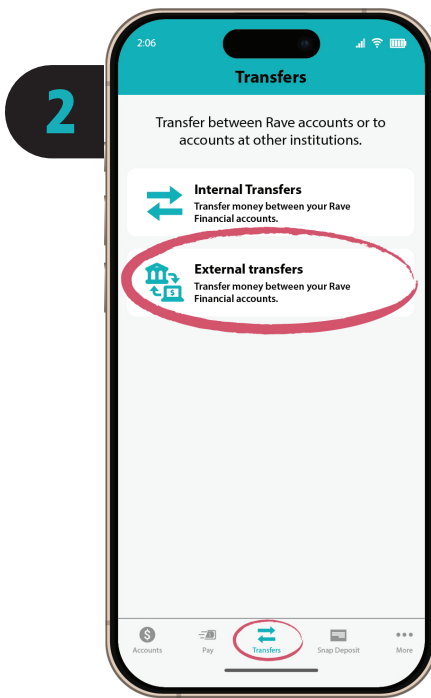 2
2:06
Transfers
Transfer between Rave accounts or to
accounts at other institutions.
Internal Transfers
Transfer money between your Rave
Financial accounts.
External transfers
Transfer money between your Rave
Financial accounts.
Accounts
Pay
Transfers
Snap Deposit
More